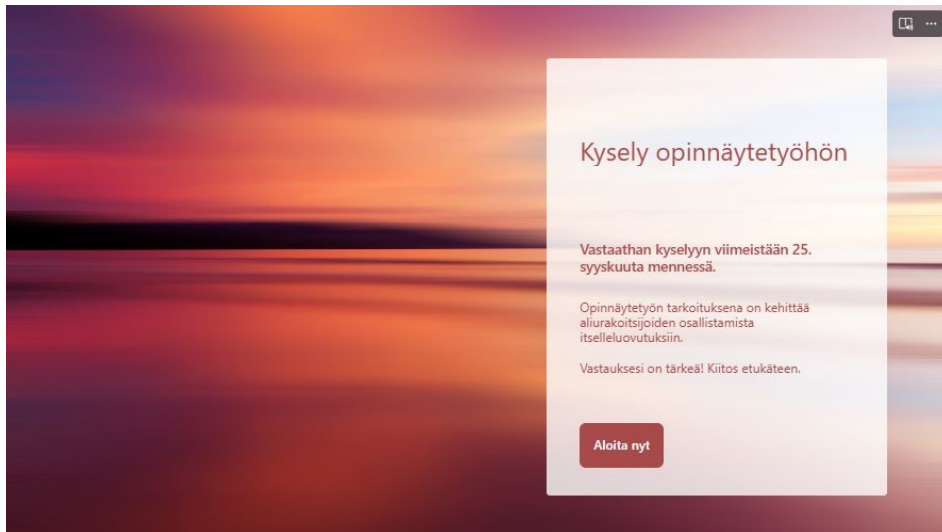 Kysely opinnäytetyöhön
Vastaathan kyselyyn viimeistään 25.
syyskuuta mennessä.
Opinnäytetyön tarkoituksena on kehittää
aliurakoitsijoiden osallistamista
itselleluovutuksiin.
Vastauksesi on tärkeä! Kiitos etukäteen.
Aloita nyt